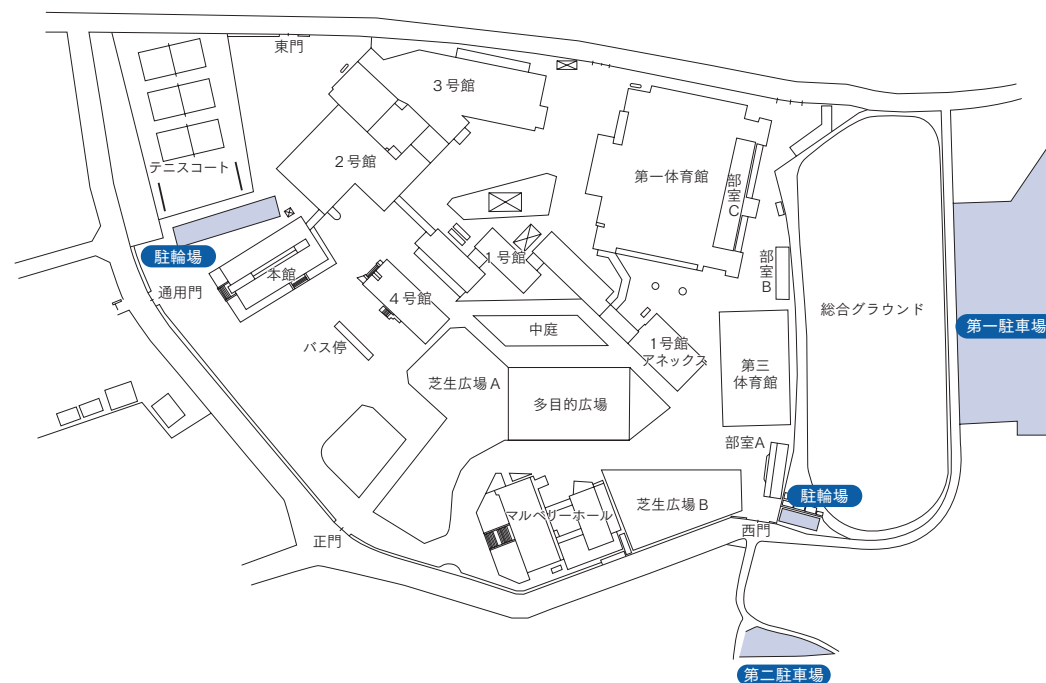 東門
3号館
2号館
テニスコート
第一体育館
部室C
駐輪場
本館
通用門
1号館
4号館
部室B
総合グラウンド
第一駐車場
バス停
中庭
1号館
アネックス
第三
体育館
芝生広場A
多目的広場
部室A
駐輪場
マルベリーホール
芝生広場B
西門
正門
第二駐車場